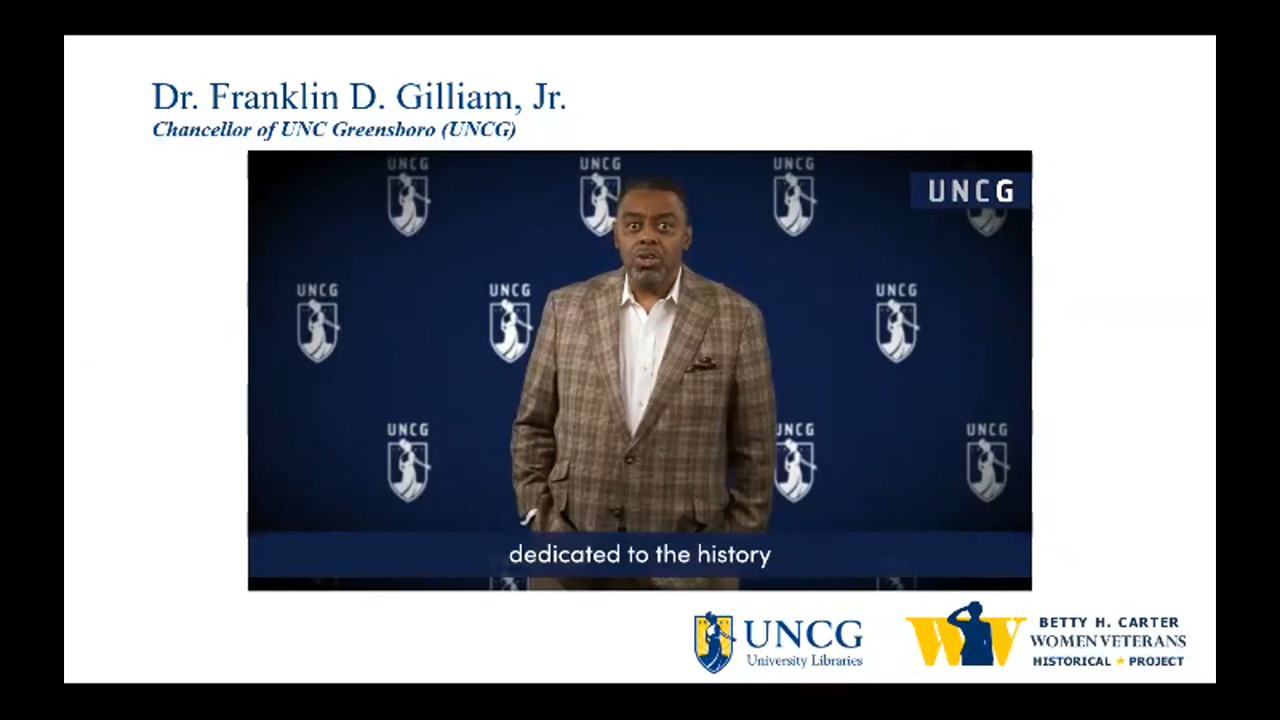 Dr. Franklin D. Gilliam, Jr.
Chancellor of UNC Greensboro (UNCG)
UNCG
UNCG
UNCG
UNCG
UNCG
UNCG
UNCG
UNCG
UNCG
UNCG
dedicated to the history
UNCG
University Libraries
BETTY H. CARTER
WOMEN VETERANS
HISTORICAL ★ PROJECT